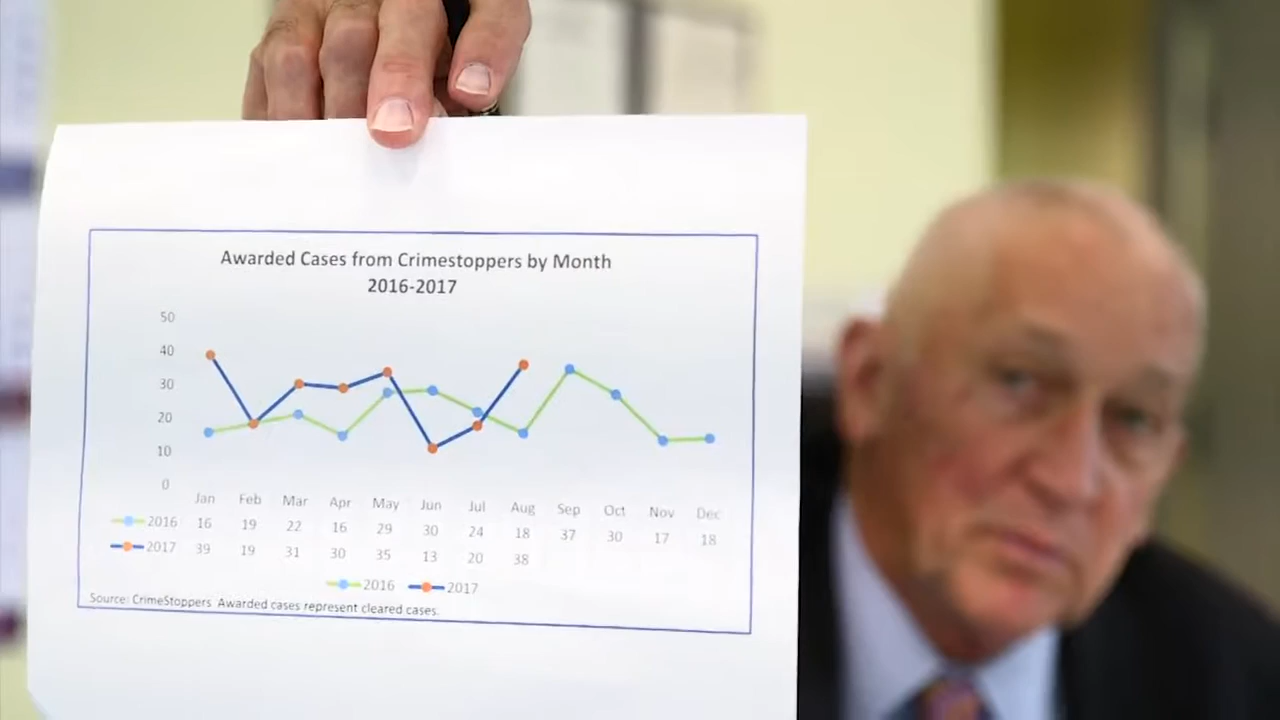 Awarded Cases from Crimestoppers by Month
2016-2017
50
40
30
20
10
0
Jan Feb Mar Apr May Jun Jul Aug Sep Oct Nov Dec
2016 16 19 22 16 29 30 24 18 37 30 17 18
2017 39 19 31 30 35 13 20 38
2016 2017
Source: CrimeStoppers. Awarded cases represent cleared cases.